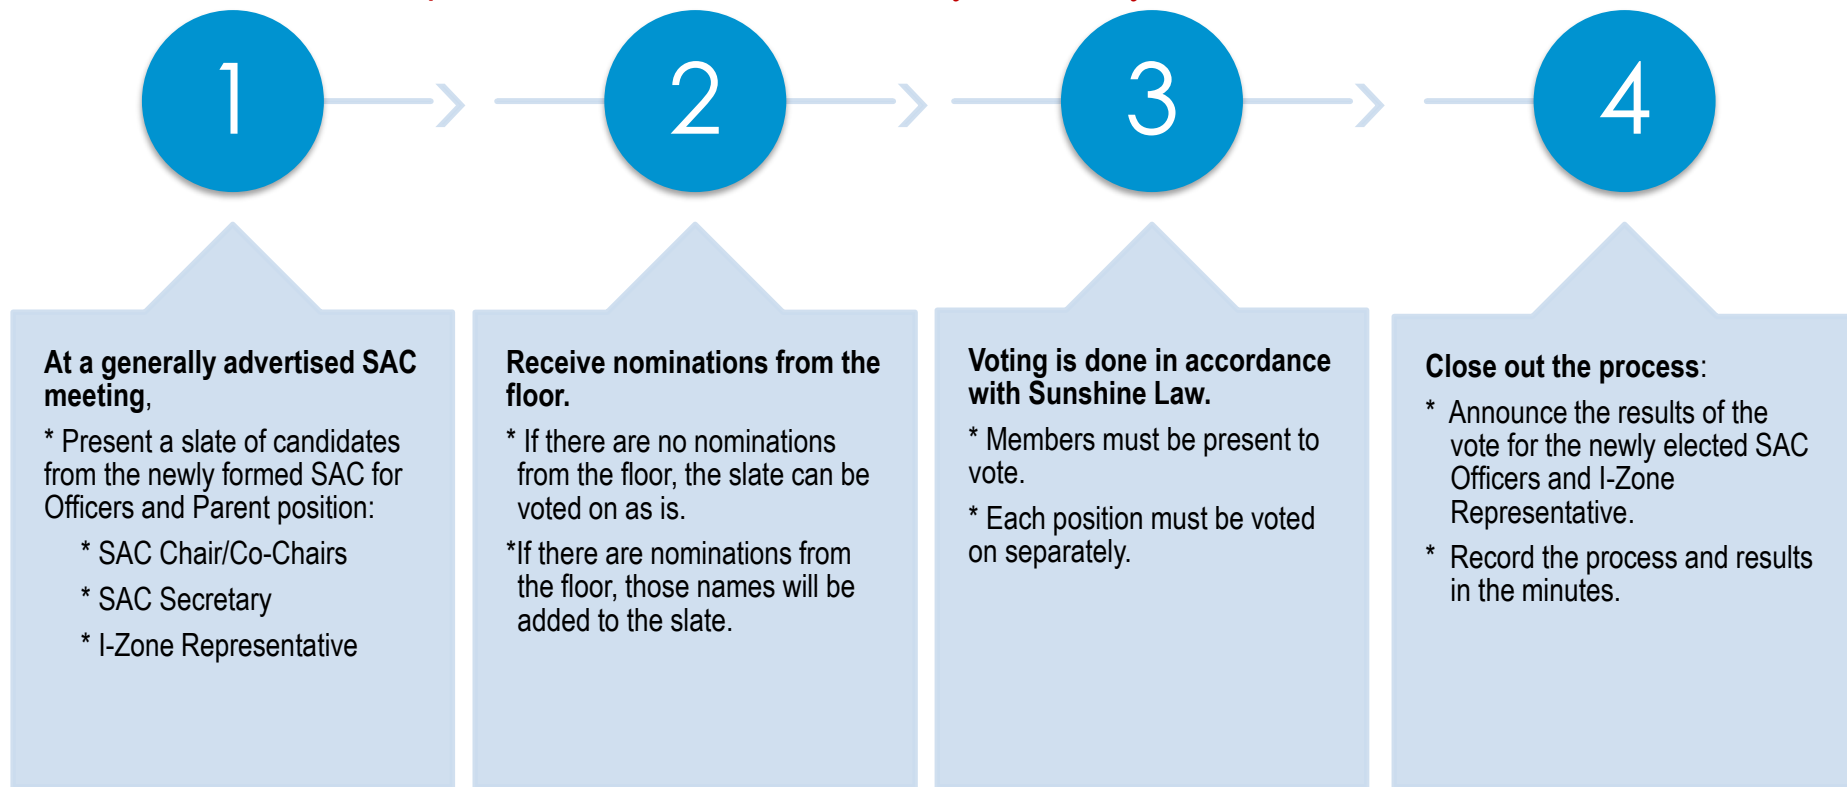 1
2
3
4
At a generally advertised SAC
meeting,
* Present a slate of candidates
from the newly formed SAC for
Officers and Parent position:
* SAC Chair/Co-Chairs
* SAC Secretary
* I-Zone Representative
Receive nominations from the
floor.
* If there are no nominations
from the floor, the slate can be
voted on as is.
*If there are nominations from
the floor, those names will be
added to the slate.
Voting is done in accordance
with Sunshine Law.
* Members must be present to
vote.
* Each position must be voted
on separately.
Close out the process:
* Announce the results of the
vote for the newly elected SAC
Officers and I-Zone
Representative.
* Record the process and results
in the minutes.